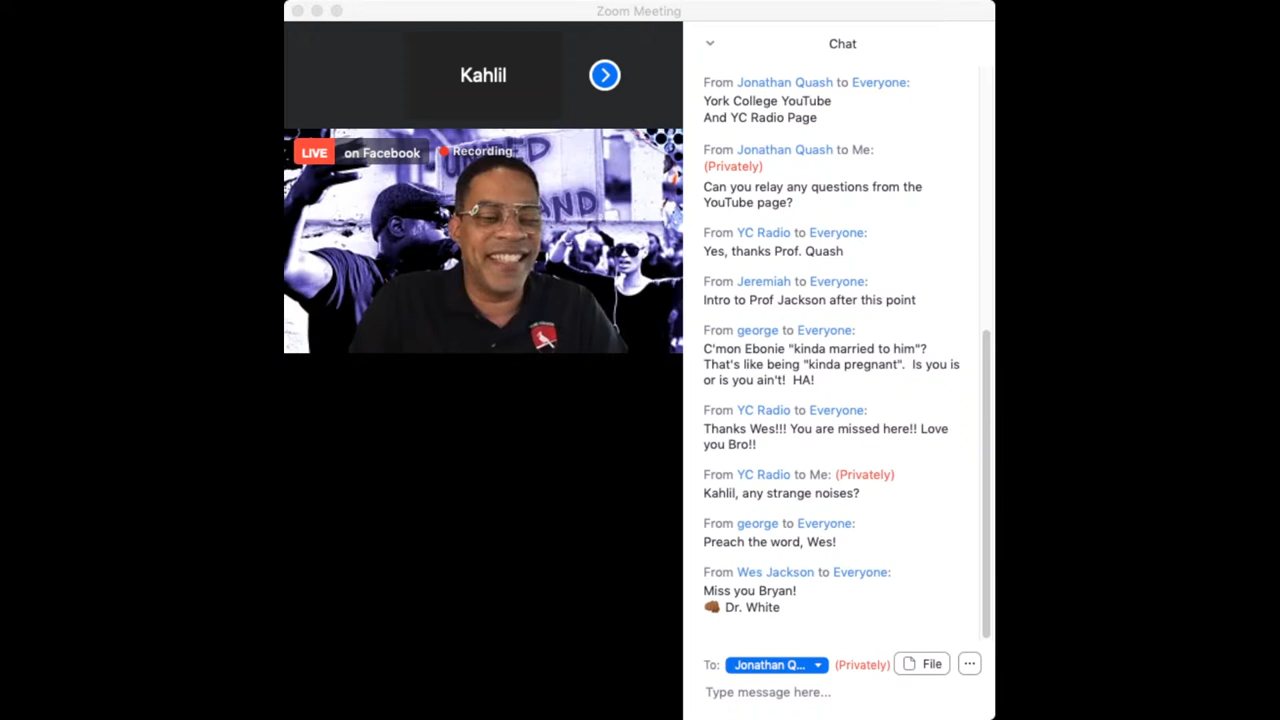 Zoom Meeting
Kahlil
LIVE on Facebook Recording
AND
Chat
From Jonathan Quash to Everyone:
York College YouTube
And YC Radio Page
From Jonathan Quash to Me:
(Privately)
Can you relay any questions from the
YouTube page?
From YC Radio to Everyone:
Yes, thanks Prof. Quash
From Jeremiah to Everyone:
Intro to Prof Jackson after this point
From george to Everyone:
C'mon Ebonie "kinda married to him"?
That's like being "kinda pregnant". Is you is
or is you ain't! HA!
From YC Radio to Everyone:
Thanks Wes!!! You are missed here!! Love
you Bro!!
From YC Radio to Me: (Privately)
Kahlil, any strange noises?
From george to Everyone:
Preach the word, Wes!
From Wes Jackson to Everyone:
Miss you Bryan!
Dr. White
To: Jonathan Q... (Privately) File
Type message here...